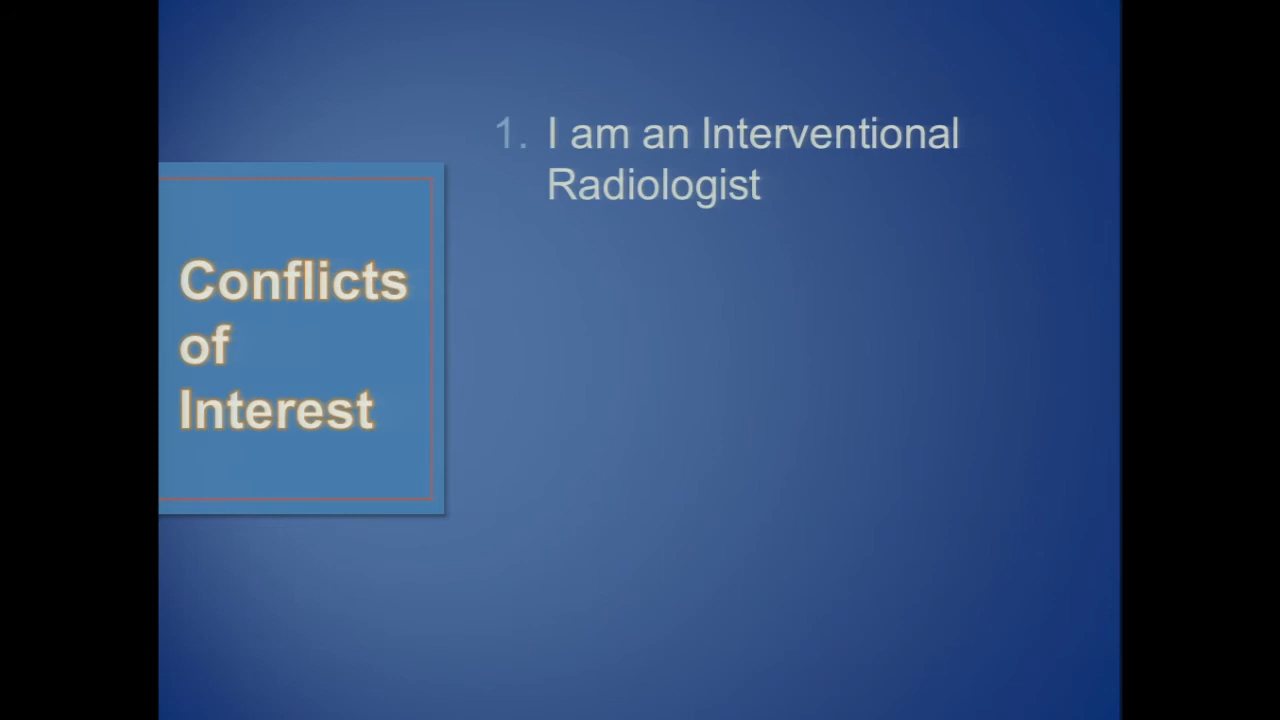 Conflicts
of
Interest
1. I am an Interventional
Radiologist